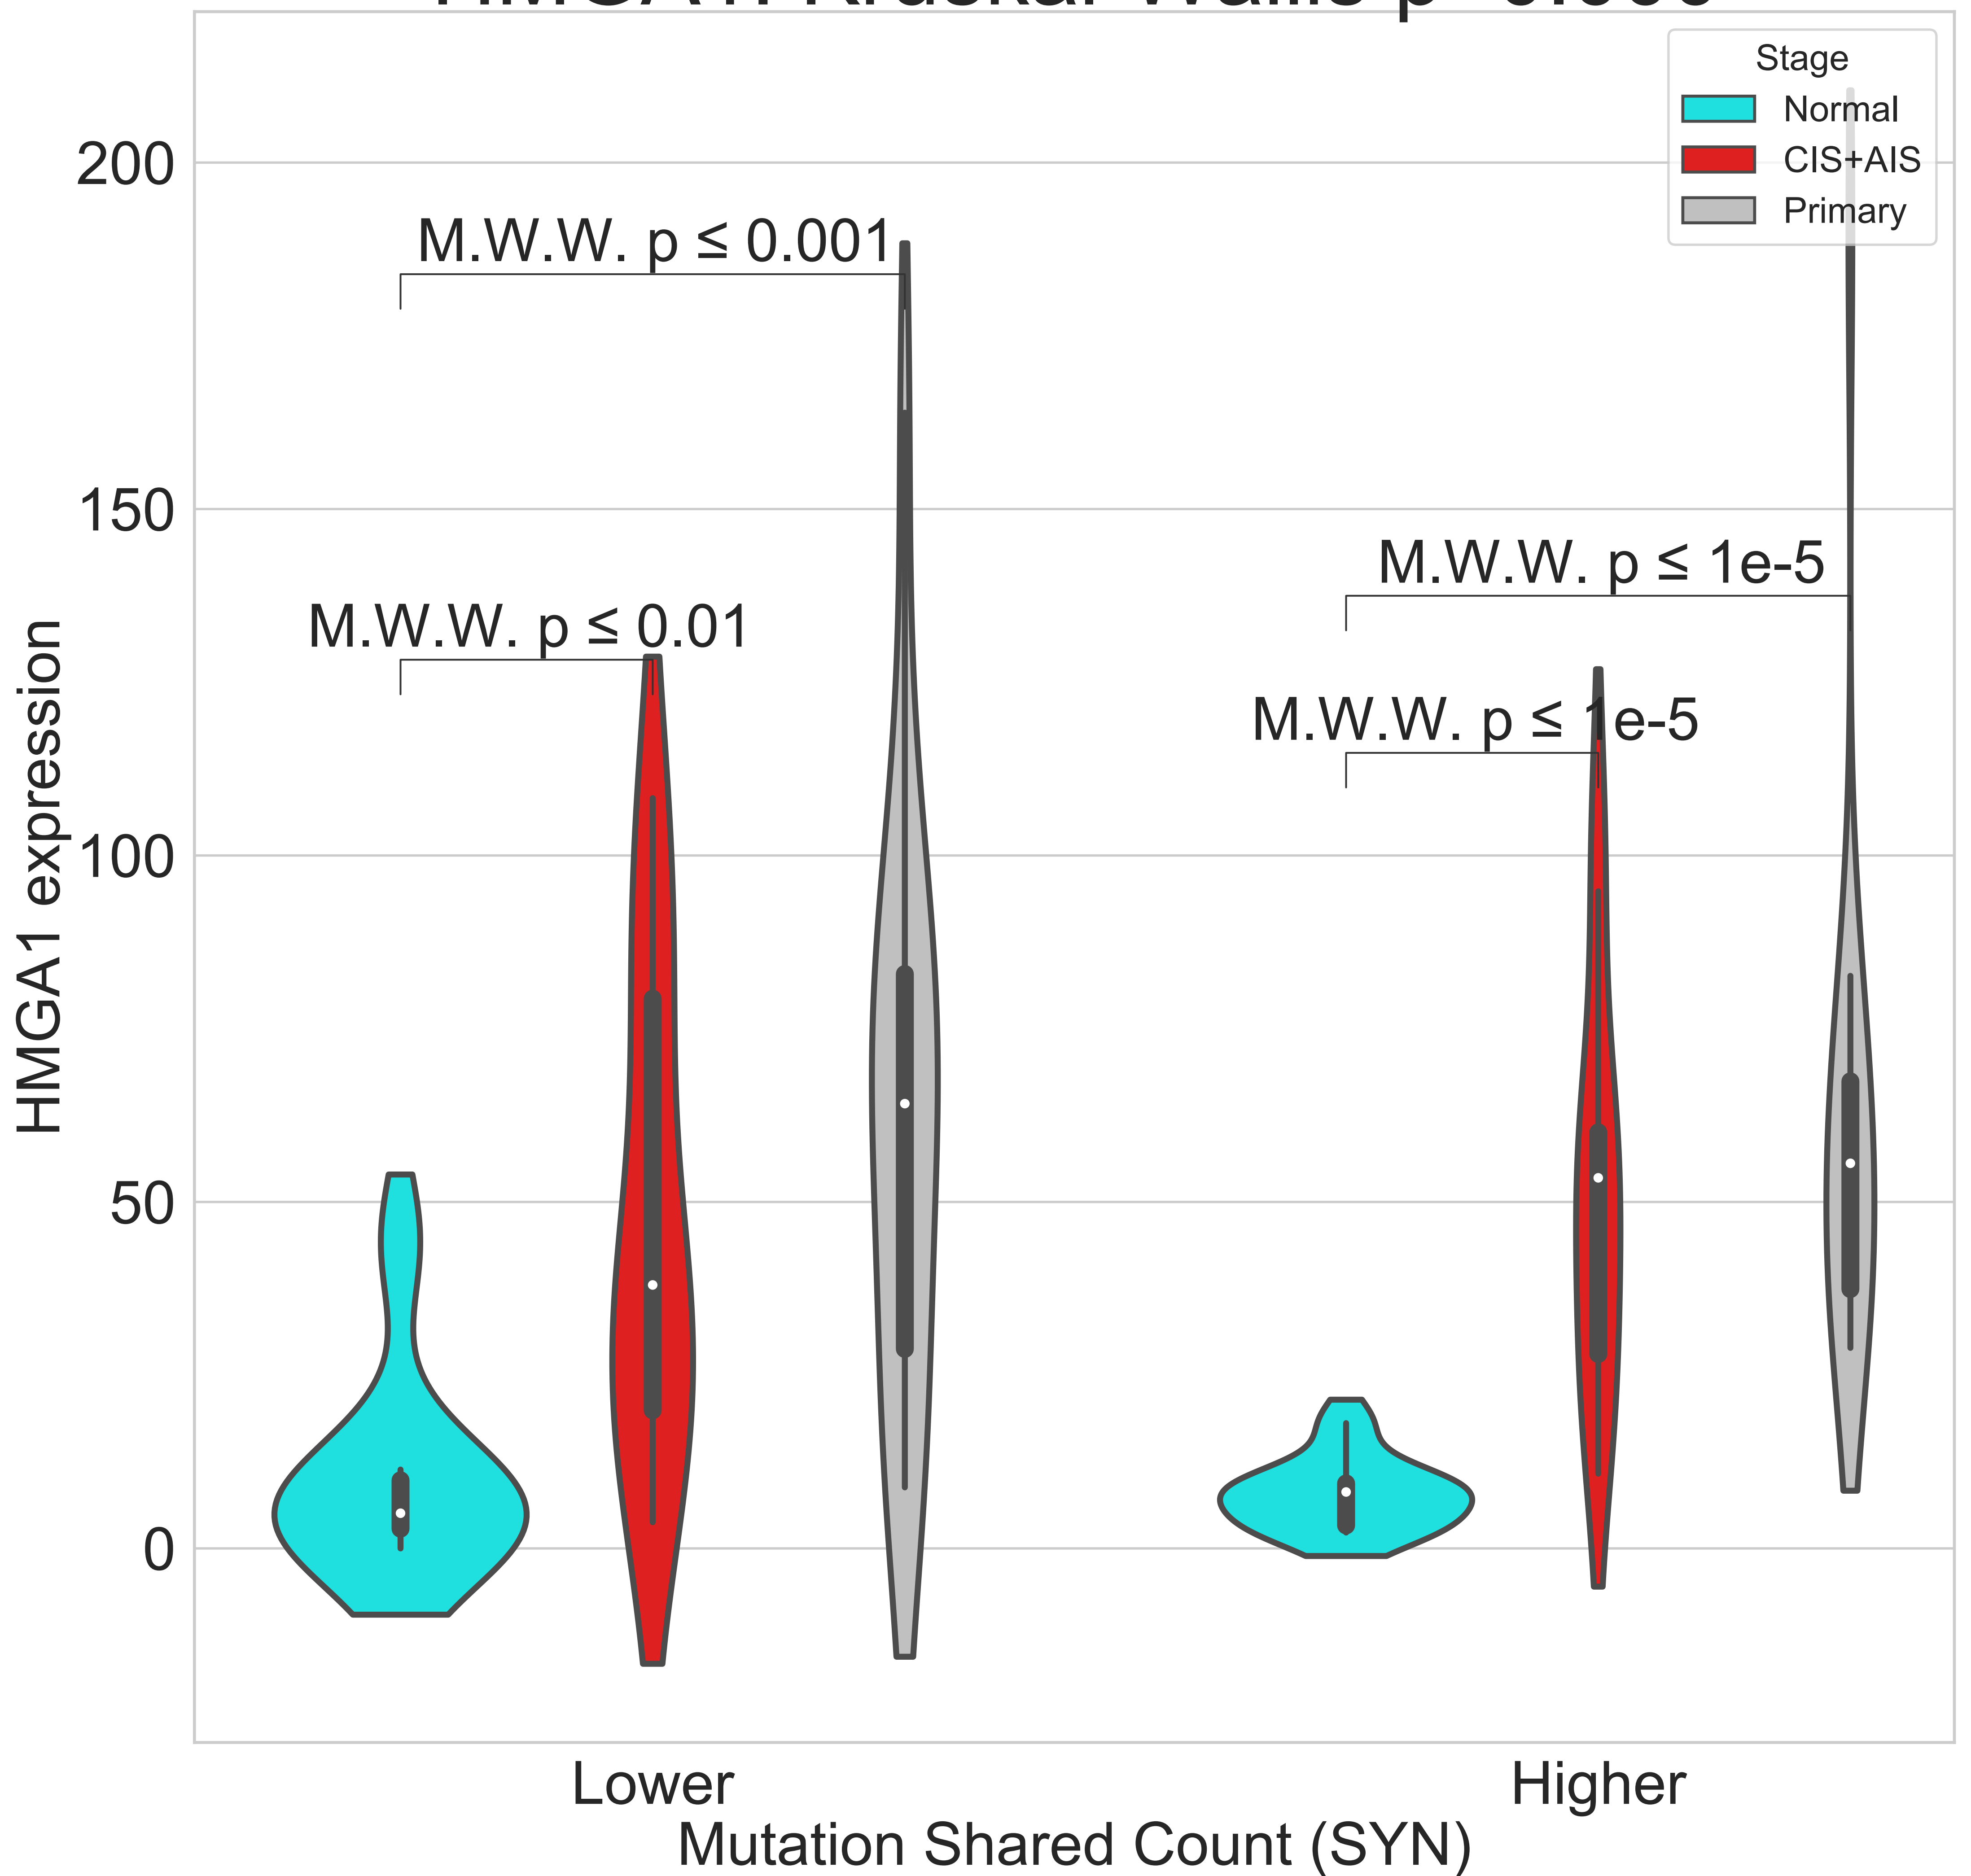 Stage
Normal
CIS+AIS
Primary
200
150
100
50
0
HMGA1 expression
M.W.W. p ≤ 0.001
M.W.W. p ≤ 0.01
M.W.W. p ≤ 1e-5
M.W.W. p ≤ 1e-5
Lower
Higher
Mutation Shared Count (SYN)